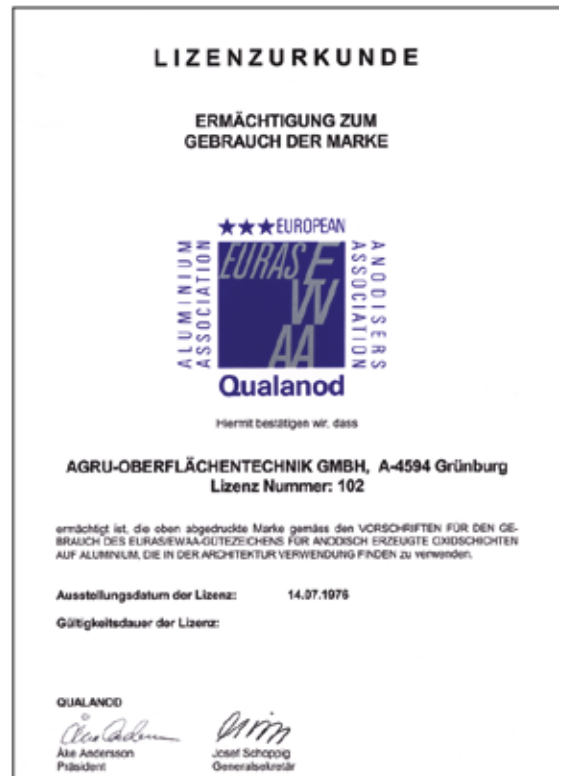 LIZENZURKUNDE
ERMÄCHTIGUNG ZUM
GEBRAUCH DER MARKE
★★★EUROPEAN
ALUMINIUM
ASSOCIATION
EURAS E
W
AA
ASSOCIATION
ANODISERS
Qualanod
Hiermit bestätigen wir, dass
AGRU-OBERFLÄCHENTECHNIK GMBH, A-4594 Grünburg
Lizenz Nummer: 102
ermächtigt ist, die oben abgedruckte Marke gemäss den VORSCHRIFTEN FÜR DEN GE-
BRAUCH DES EURAS/EWAA-GÜTEZEICHENS FÜR ANODISCH ERZEUGTE OXIDSCHICHTEN
AUF ALUMINIUM, DIE IN DER ARCHITEKTUR VERWENDUNG FINDEN zu verwenden.
Ausstellungsdatum der Lizenz: 14.07.1976
Gültigkeitsdauer der Lizenz:
QUALANOD
Åke Andersson
Präsident
Josef Schoppig
Generalsekretär